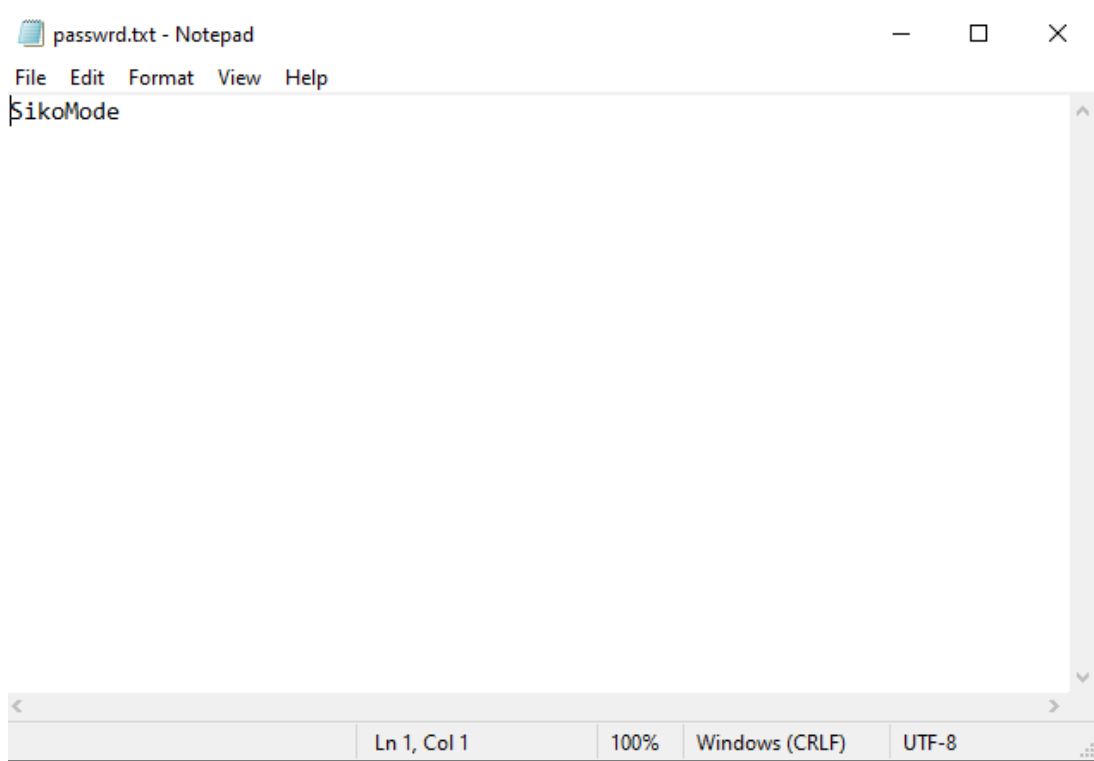 passwrd.txt - Notepad
File Edit Format View Help
SikoMode
Ln 1, Col 1 100% Windows (CRLF) UTF-8